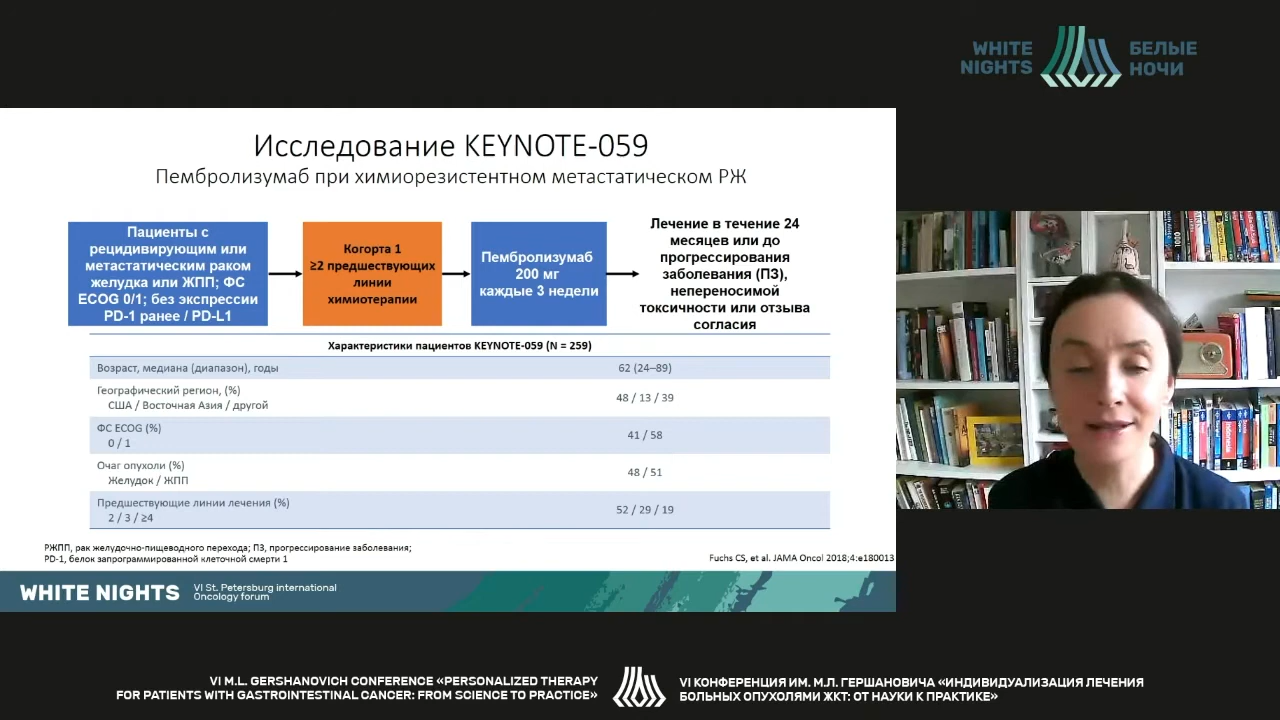 WHITE
NIGHTS
БЕЛЫЕ
НОЧИ
Исследование KEYNOTE-059
Пембролизумаб при химиорезистентном метастатическом РЖ
Пациенты с
рецидивирующим или
метастатическим раком
желудка или ЖПП; ФС
ECOG 0/1; без экспрессии
PD-1 ранее / PD-L1
Когорта 1
≥2 предшествующих
линии
химиотерапии
Пембролизумаб
200 мг
каждые 3 недели
Лечение в течение 24
месяцев или до
прогрессирования
заболевания (ПЗ),
непереносимой
токсичности или отзыва
согласия
Характеристики пациентов KEYNOTE-059 (N = 259)
Возраст, медиана (диапазон), годы 62 (24–89)
Географический регион, (%)
США / Восточная Азия / другой 48 / 13 / 39
ФС ECOG (%)
0 / 1 41 / 58
Очаг опухоли (%)
Желудок / ЖПП 48 / 51
Предшествующие линии лечения (%)
2 / 3 / ≥4 52 / 29 / 19
РЖПП, рак желудочно-пищеводного перехода; ПЗ, прогрессирование заболевания;
PD-1, белок запрограммированной клеточной смерти 1
Fuchs CS, et al. JAMA Oncol 2018;4:e180013
WHITE NIGHTS
VI St. Petersburg international
Oncology forum
VI M.L. GERSHANOVICH CONFERENCE «PERSONALIZED THERAPY
FOR PATIENTS WITH GASTROINTESTINAL CANCER: FROM SCIENCE TO PRACTICE»
VI КОНФЕРЕНЦИЯ ИМ. М.Л. ГЕРШАНОВИЧА «ИНДИВИДУАЛИЗАЦИЯ ЛЕЧЕНИЯ
БОЛЬНЫХ ОПУХОЛЯМИ ЖКТ: ОТ НАУКИ К ПРАКТИКЕ»